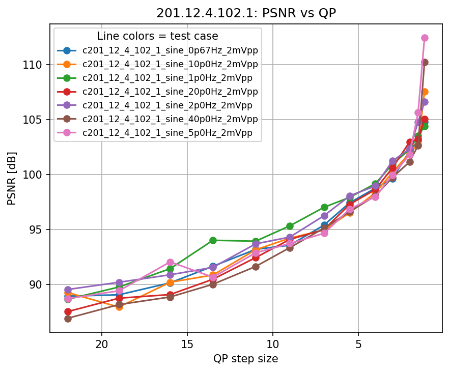 201.12.4.102.1: PSNR vs QP
Line colors = test case
c201_12_4_102_1_sine_0p67Hz_2mVpp
c201_12_4_102_1_sine_10p0Hz_2mVpp
c201_12_4_102_1_sine_1p0Hz_2mVpp
c201_12_4_102_1_sine_20p0Hz_2mVpp
c201_12_4_102_1_sine_2p0Hz_2mVpp
c201_12_4_102_1_sine_40p0Hz_2mVpp
c201_12_4_102_1_sine_5p0Hz_2mVpp
PSNR [dB]
110
105
100
95
90
20 15 10 5
QP step size